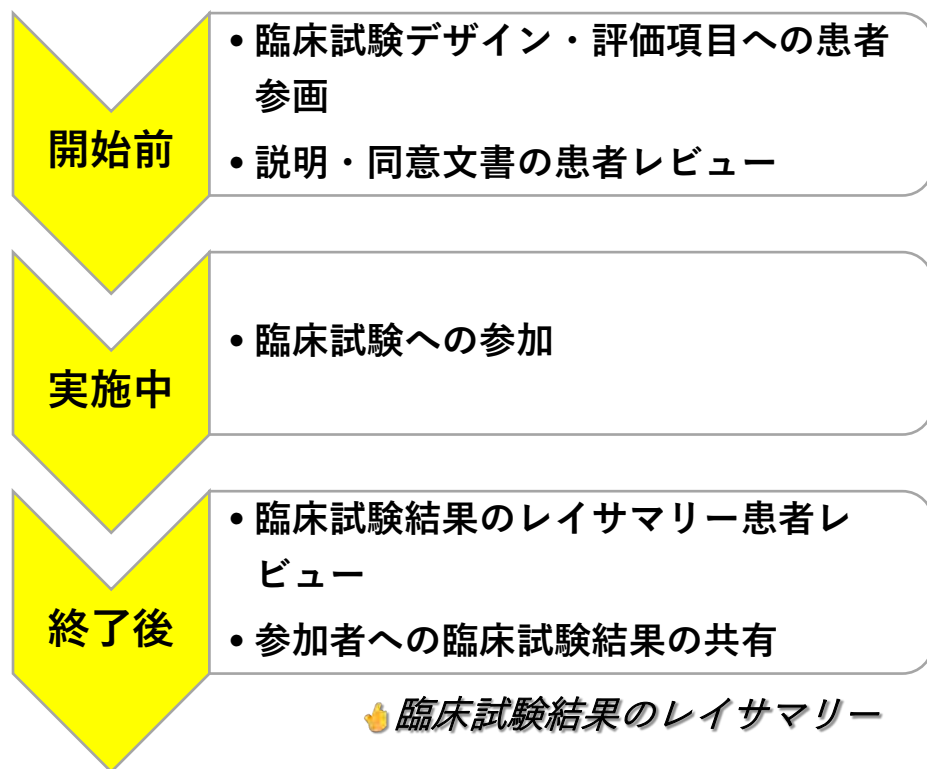 開始前
• 臨床試験デザイン・評価項目への患者
参画
• 説明・同意文書の患者レビュー
実施中
• 臨床試験への参加
終了後
• 臨床試験結果のレイサマリー患者レ
ビュー
• 参加者への臨床試験結果の共有
👆臨床試験結果のレイサマリー